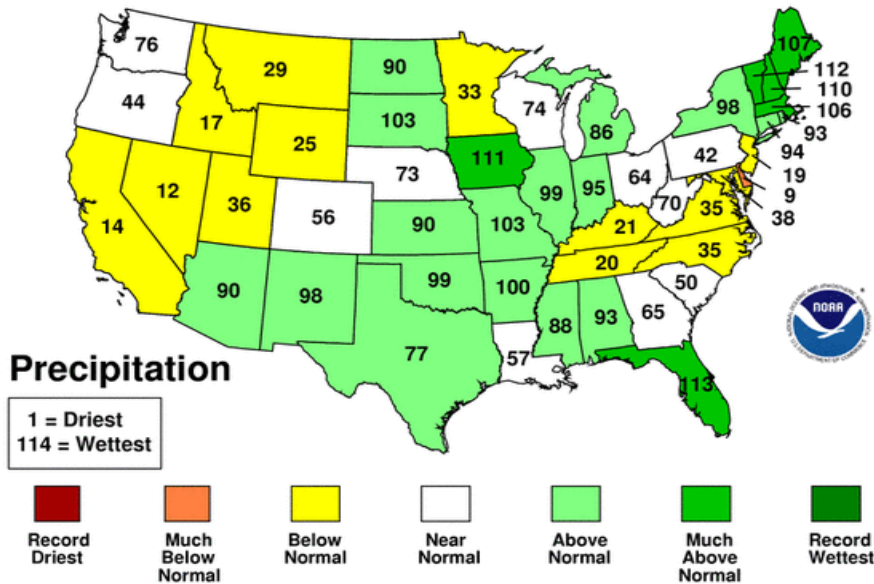 76
44
29
17
25
90
103
33
74
86
98
107
112
110
106
93
94
19
9
38
111
73
12
36
56
14
99
95
64
42
70
35
90
103
21
35
20
90
98
99
100
88
93
65
50
77
57
113
NOAA
Precipitation
1 = Driest
114 = Wettest
Record
Driest
Much
Below
Normal
Below
Normal
Near
Normal
Above
Normal
Much
Above
Normal
Record
Wettest